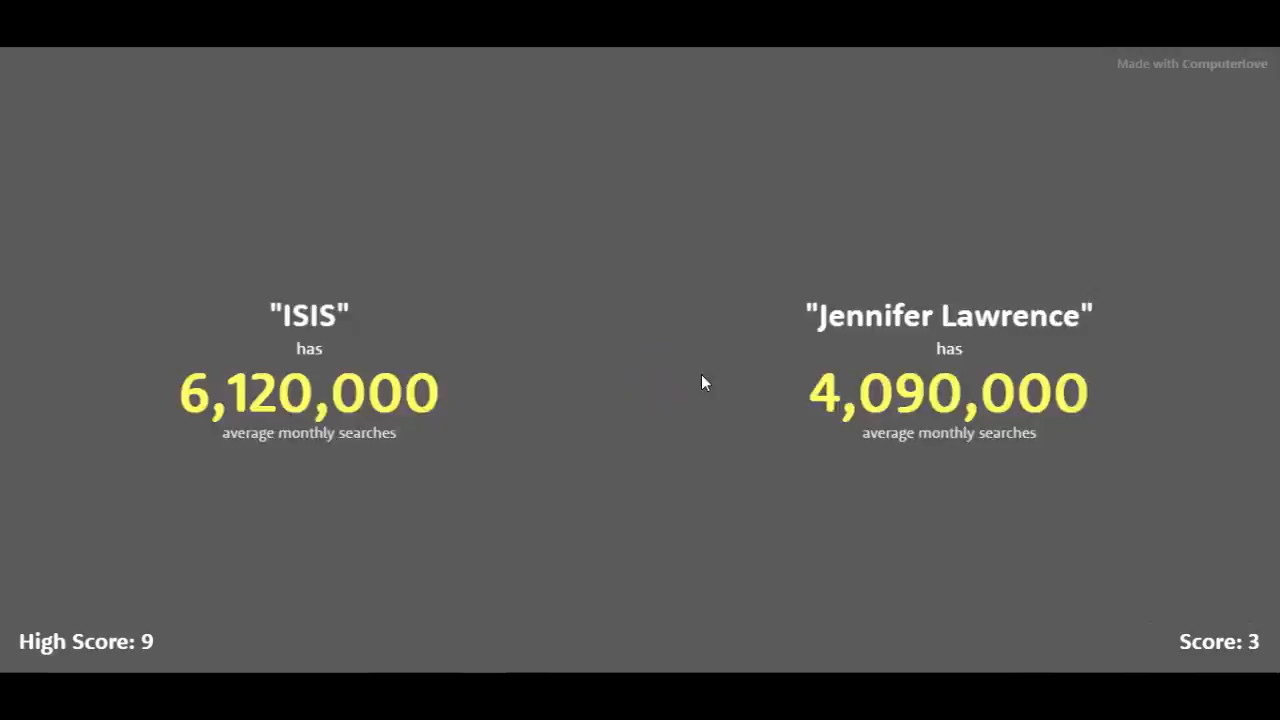 Made with Computerlove
"ISIS"
has
6,120,000
average monthly searches
"Jennifer Lawrence"
has
4,090,000
average monthly searches
High Score: 9
Score: 3